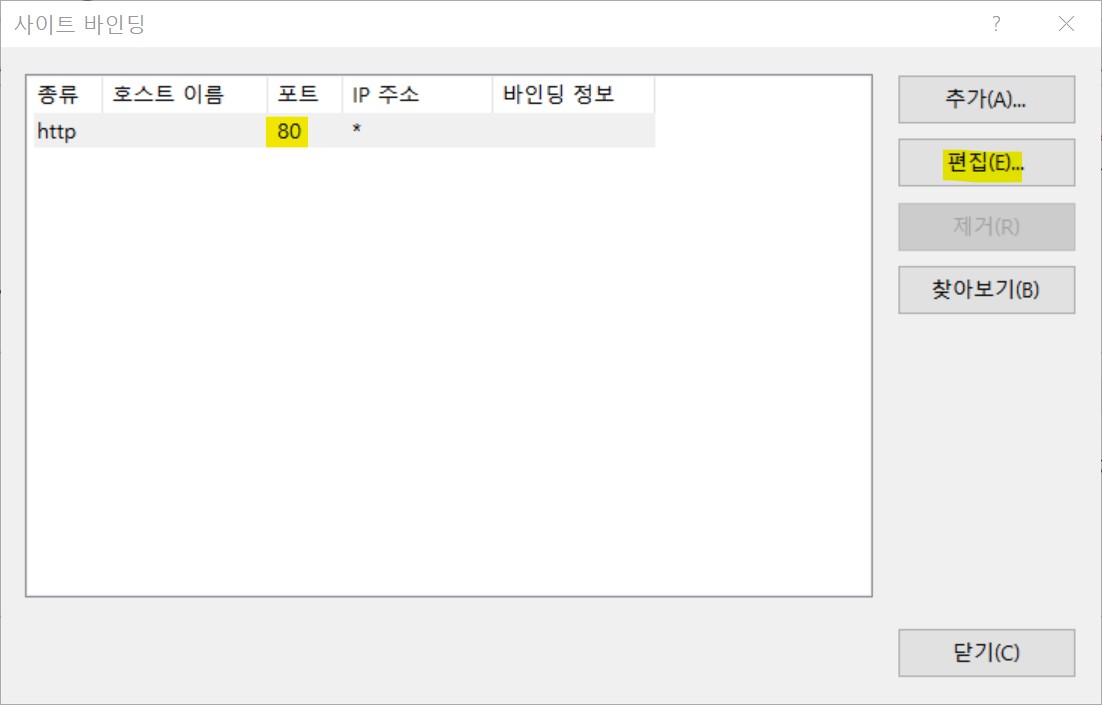 사이트 바인딩 ?
종류 호스트 이름 포트 IP 주소 바인딩 정보
http 80 *
추가(A)...
편집(E)...
제거(R)
찾아보기(B)
닫기(C)